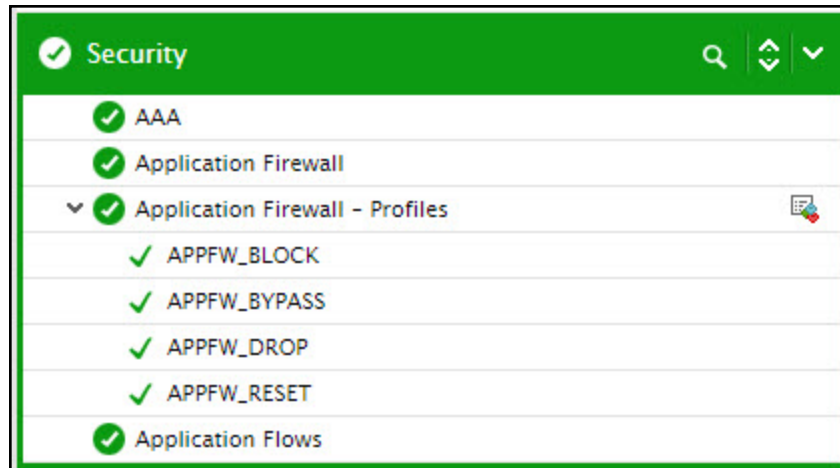 Security
AAA
Application Firewall
Application Firewall - Profiles
APPFW_BLOCK
APPFW_BYPASS
APPFW_DROP
APPFW_RESET
Application Flows